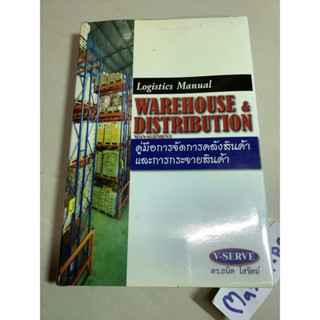 Logistics Manual
WAREHOUSE &
DISTRIBUTION
MANAGEMENT
คู่มือการจัดการคลังสินค้า
และการกระจายสินค้า
V-SERVE
ดร.ธนิต โสรัตน์